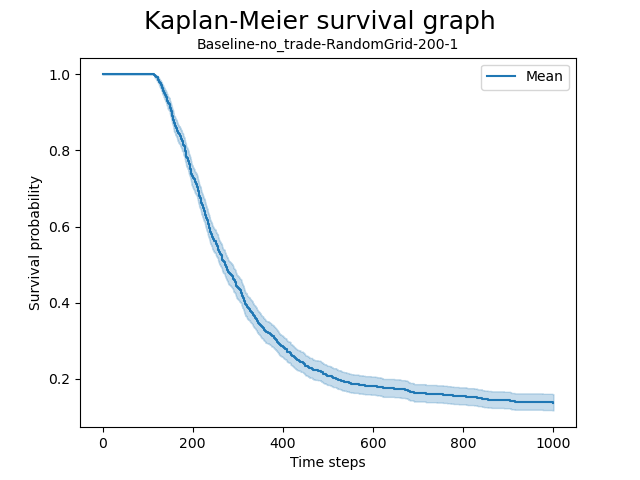 Kaplan-Meier survival graph
Baseline-no_trade-RandomGrid-200-1
Mean
Survival probability
1.0
0.8
0.6
0.4
0.2
0 200 400 600 800 1000
Time steps